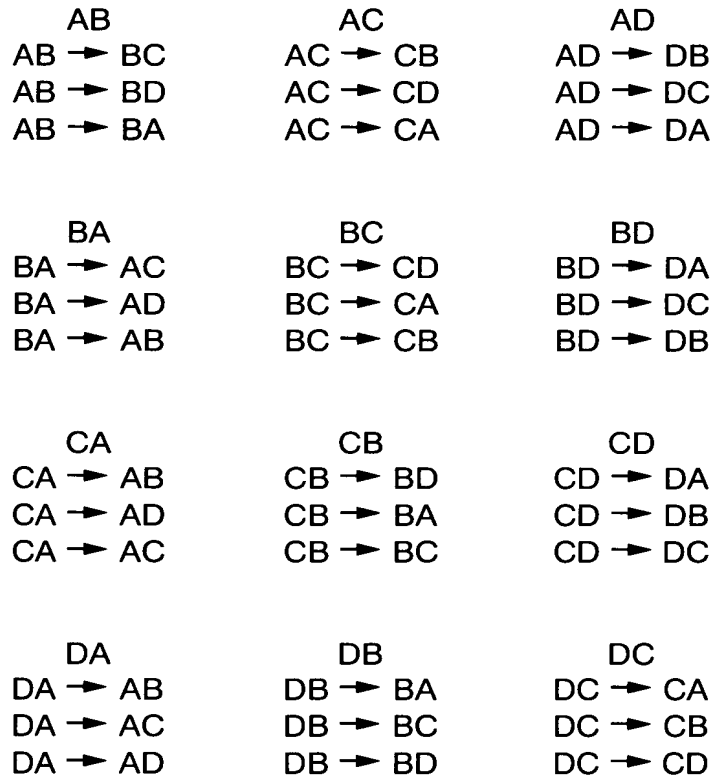 AB AC AD
AB → BC AC → CB AD → DB
AB → BD AC → CD AD → DC
AB → BA AC → CA AD → DA
BA BC BD
BA → AC BC → CD BD → DA
BA → AD BC → CA BD → DC
BA → AB BC → CB BD → DB
CA CB CD
CA → AB CB → BD CD → DA
CA → AD CB → BA CD → DB
CA → AC CB → BC CD → DC
DA DB DC
DA → AB DB → BA DC → CA
DA → AC DB → BC DC → CB
DA → AD DB → BD DC → CD